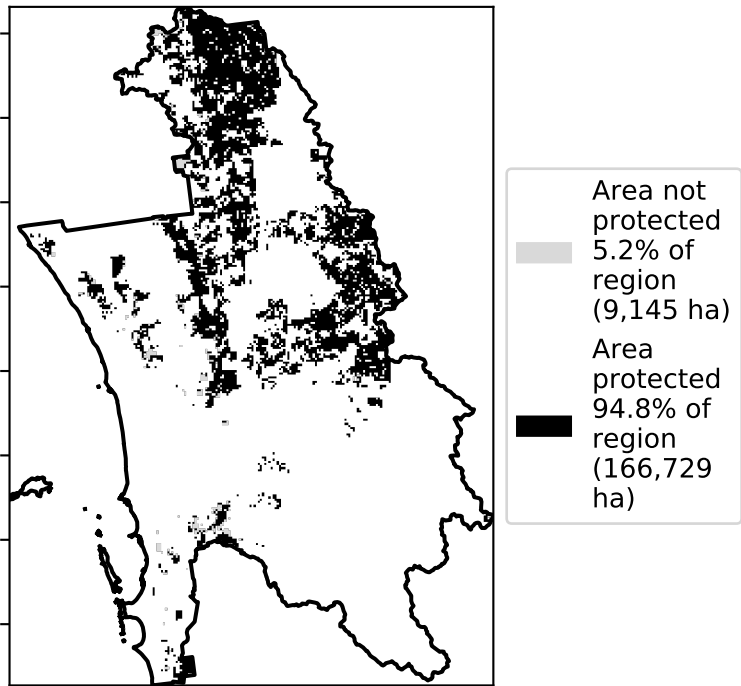 Area not
protected
5.2% of
region
(9,145 ha)
Area
protected
94.8% of
region
(166,729
ha)